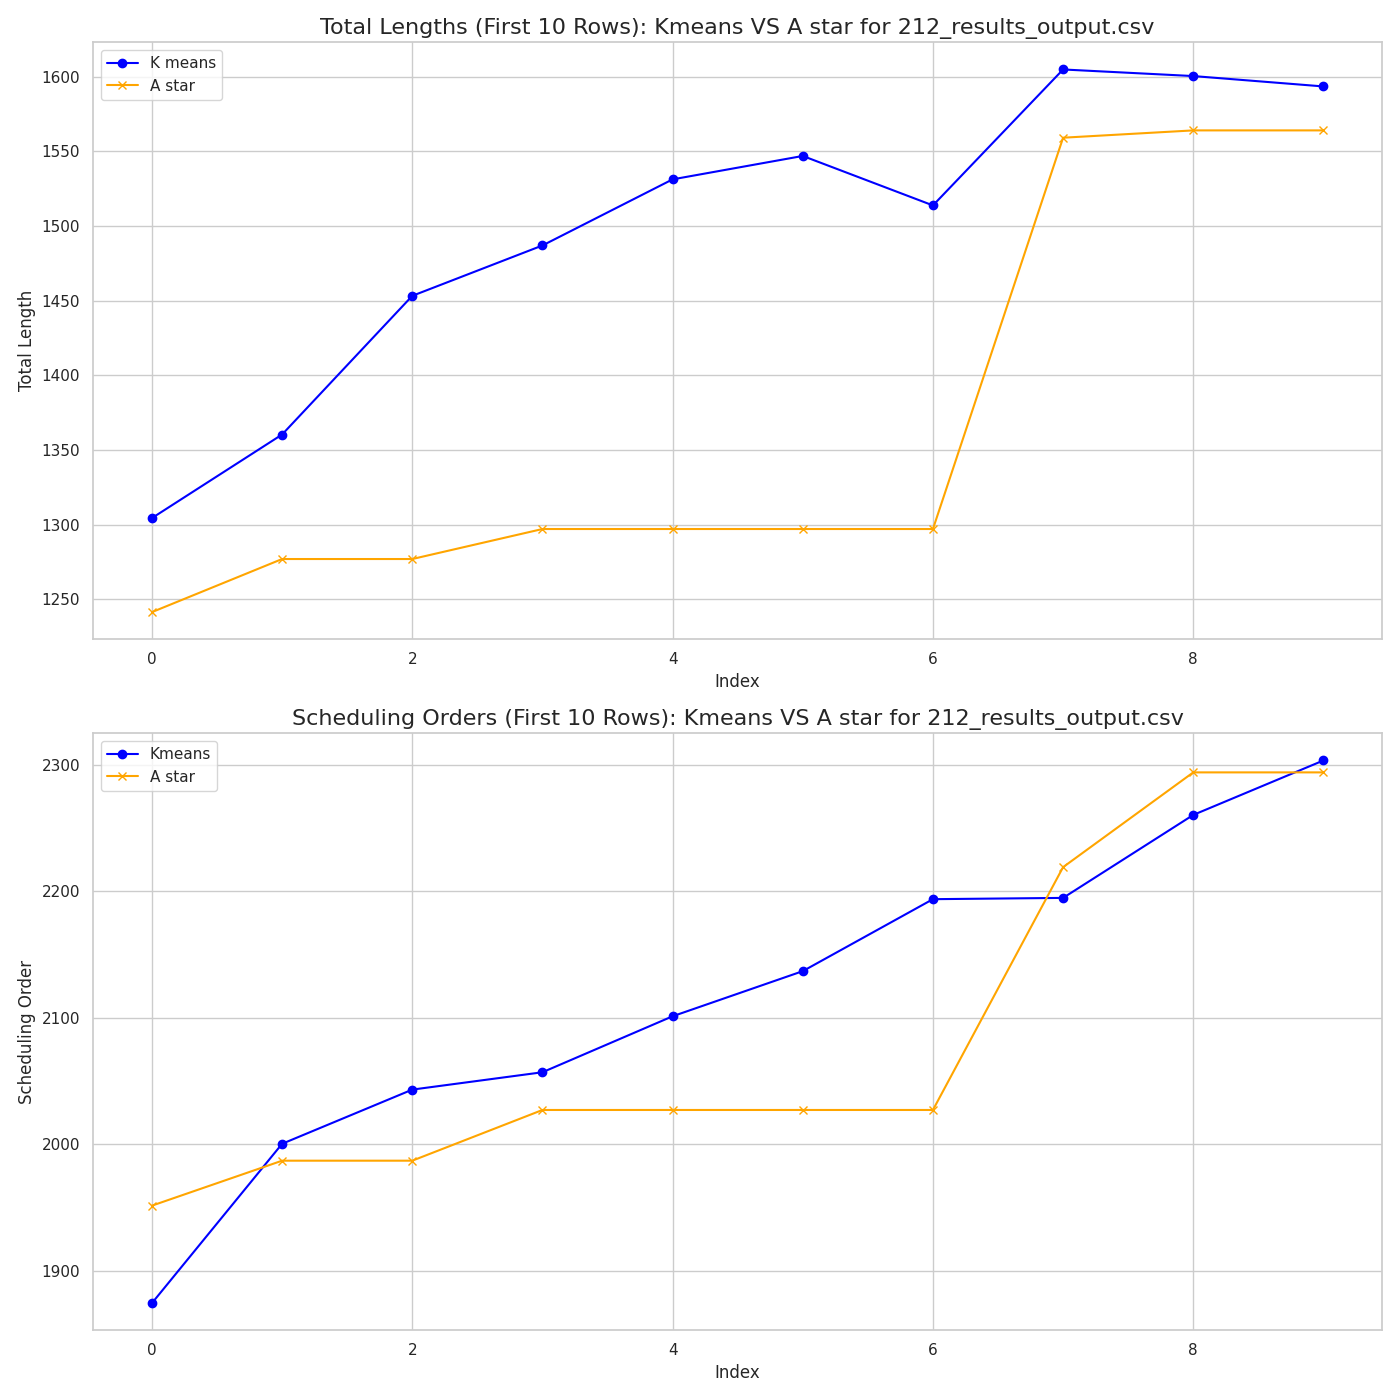 Total Lengths (First 10 Rows): Kmeans VS A star for 212_results_output.csv
K means
A star
1600
1550
1500
1450
1400
1350
1300
1250
Total Length
0 2 4 6 8
Index
Scheduling Orders (First 10 Rows): Kmeans VS A star for 212_results_output.csv
Kmeans
A star
2300
2200
2100
2000
1900
Scheduling Order
0 2 4 6 8
Index